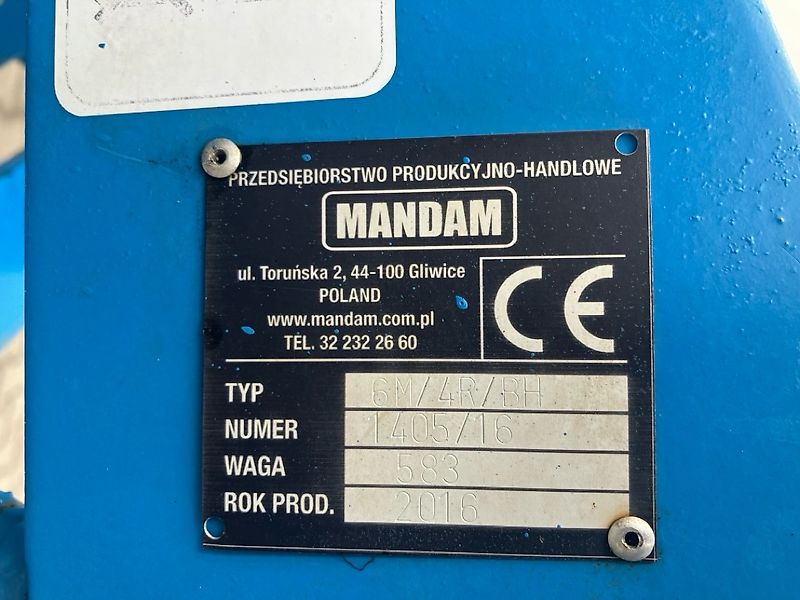 PRZEDSIĘBIORSTWO PRODUKCYJNO-HANDLOWE
MANDAM
ul. Toruńska 2, 44-100 Gliwice
POLAND
www.mandam.com.pl
TEL. 32 232 26 60
CE
TYP 6M/4R/BH
NUMER 1405/16
WAGA 583
ROK PROD. 2016